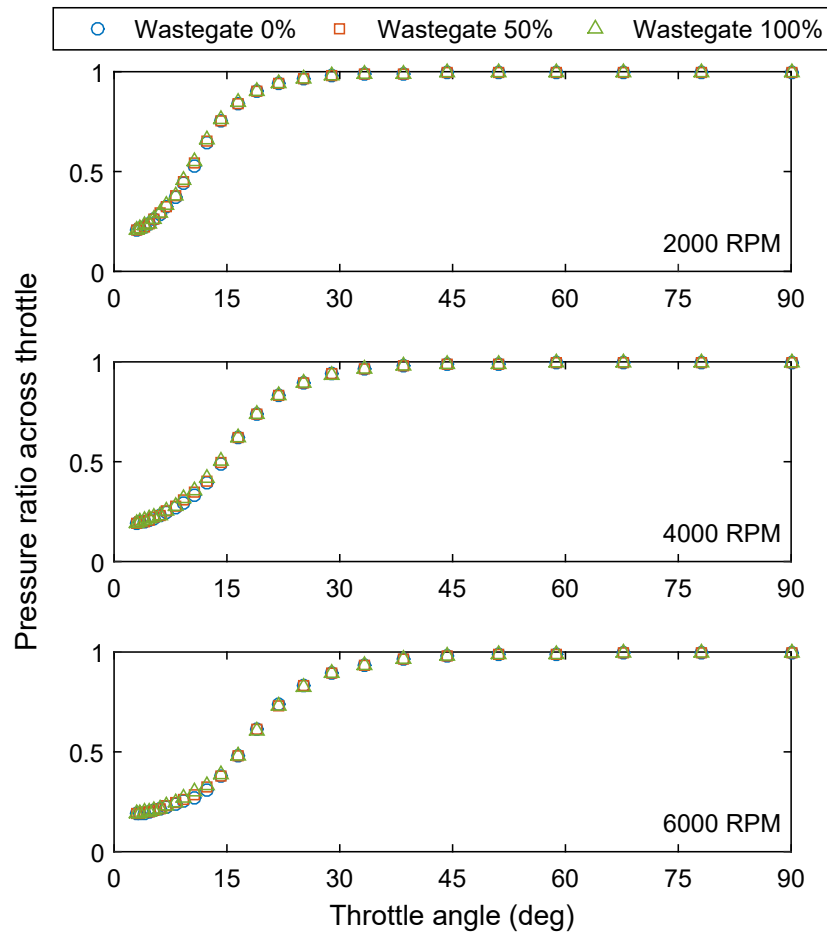 Wastegate 0% Wastegate 50% Wastegate 100%
Pressure ratio across throttle
1
0.5
0
2000 RPM
0 15 30 45 60 75 90
1
0.5
0
4000 RPM
0 15 30 45 60 75 90
1
0.5
0
6000 RPM
0 15 30 45 60 75 90
Throttle angle (deg)